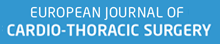 EUROPEAN JOURNAL OF
CARDIO-THORACIC SURGERY